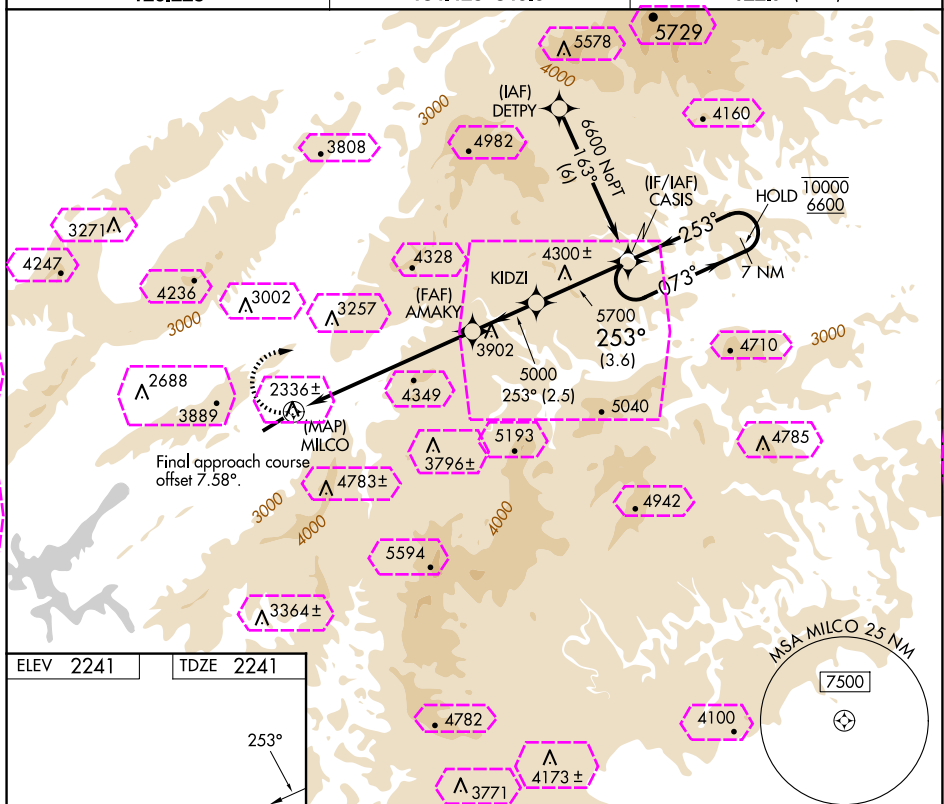 5578
5729
4000
(IAF)
DETPY
3000
4160
6600 NoPT
163°
(6)
3808
4982
(IF/IAF)
CASIS
HOLD
10000
6600
3271
253°
4247
4328
4300±
073°
7 NM
KIDZI
4236
3002
(FAF)
AMAKY
3257
5700
253°
(3.6)
3000
3902
4710
3000
5000
253° (2.5)
2688
3889
2336±
4349
5040
(MAP)
MILCO
5193
4785
3796±
Final approach course
offset 7.58°.
4783±
4942
3000
4000
4000
5594
3364±
MSA MILCO 25 NM
ELEV 2241
TDZE 2241
7500
4782
4100
253°
4173±
3771